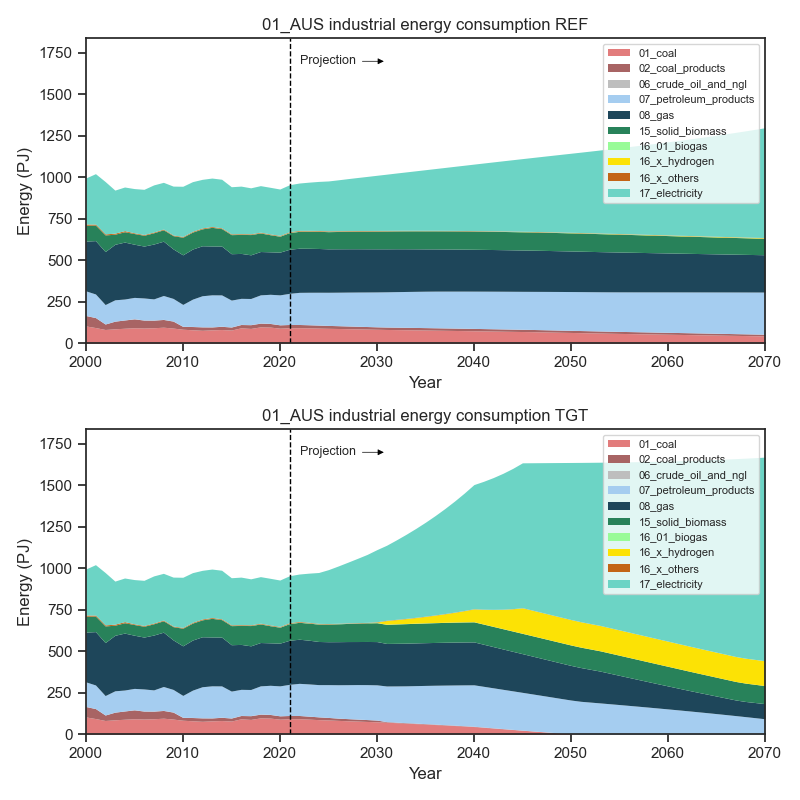 01_AUS industrial energy consumption REF
Energy (PJ)
1750
1500
1250
1000
750
500
250
0
Projection
01_coal
02_coal_products
06_crude_oil_and_ngl
07_petroleum_products
08_gas
15_solid_biomass
16_01_biogas
16_x_hydrogen
16_x_others
17_electricity
2000 2010 2020 2030 2040 2050 2060 2070
Year
01_AUS industrial energy consumption TGT
Energy (PJ)
1750
1500
1250
1000
750
500
250
0
Projection
01_coal
02_coal_products
06_crude_oil_and_ngl
07_petroleum_products
08_gas
15_solid_biomass
16_01_biogas
16_x_hydrogen
16_x_others
17_electricity
2000 2010 2020 2030 2040 2050 2060 2070
Year